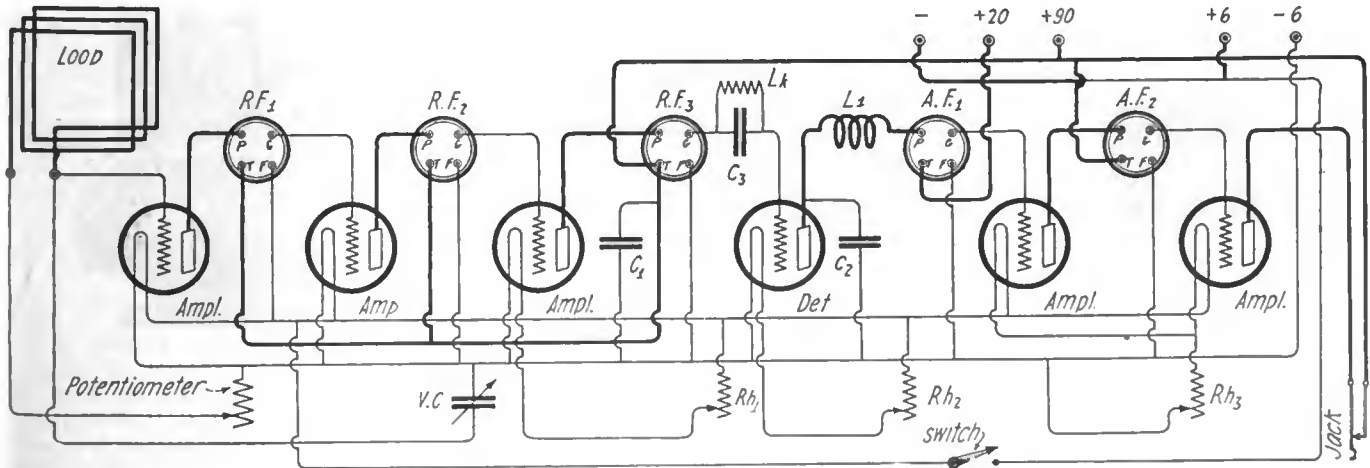 LOOP
- +20 +90 +6 -6
R.F.1
R.F.2
R.F.3
Lk
L1
A.F.1
A.F.2
P G
T F
P G
T F
P G
T F
P G
T F
P G
T F
C3
C1
C2
Ampl.
Amp
Ampl.
Det
Ampl.
Ampl.
Potentiometer
V.C
Rh1
Rh2
Rh3
switch
Jack